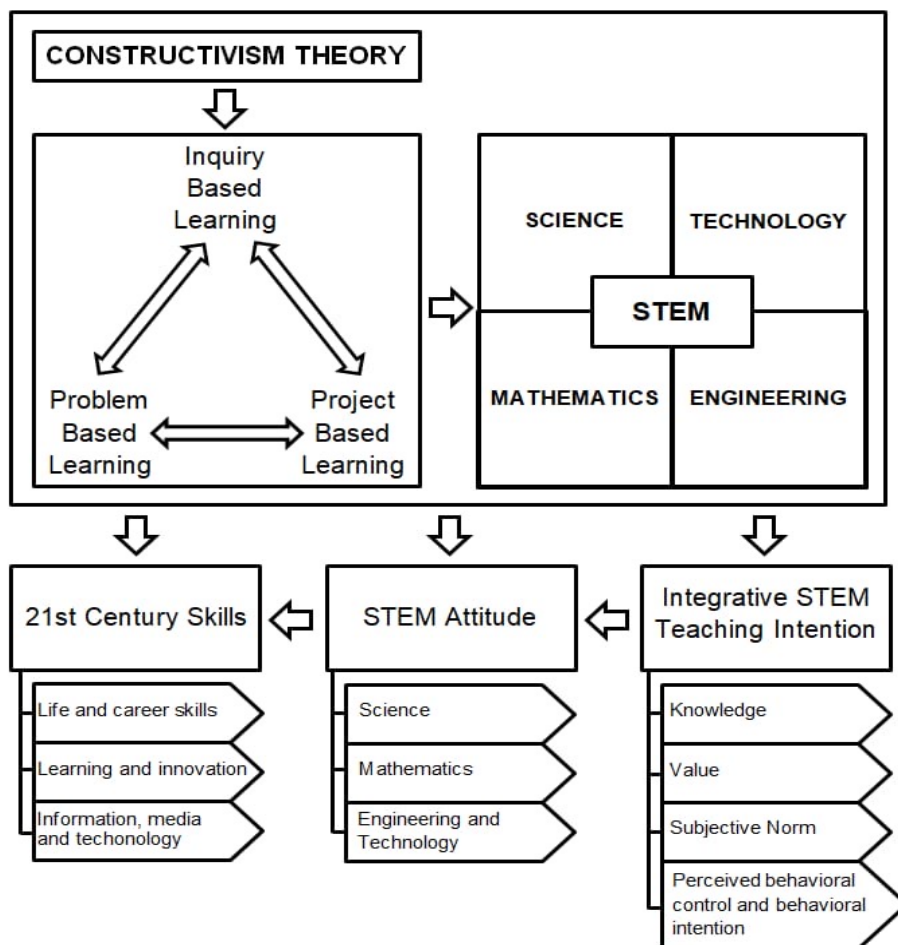 CONSTRUCTIVISM THEORY
Inquiry
Based
Learning
Problem
Based
Learning
Project
Based
Learning
SCIENCE
TECHNOLOGY
STEM
MATHEMATICS
ENGINEERING
21st Century Skills
Life and career skills
Learning and innovation
Information, media
and techonology
STEM Attitude
Science
Mathematics
Engineering and
Technology
Integrative STEM
Teaching Intention
Knowledge
Value
Subjective Norm
Perceived behavioral
control and behavioral
intention